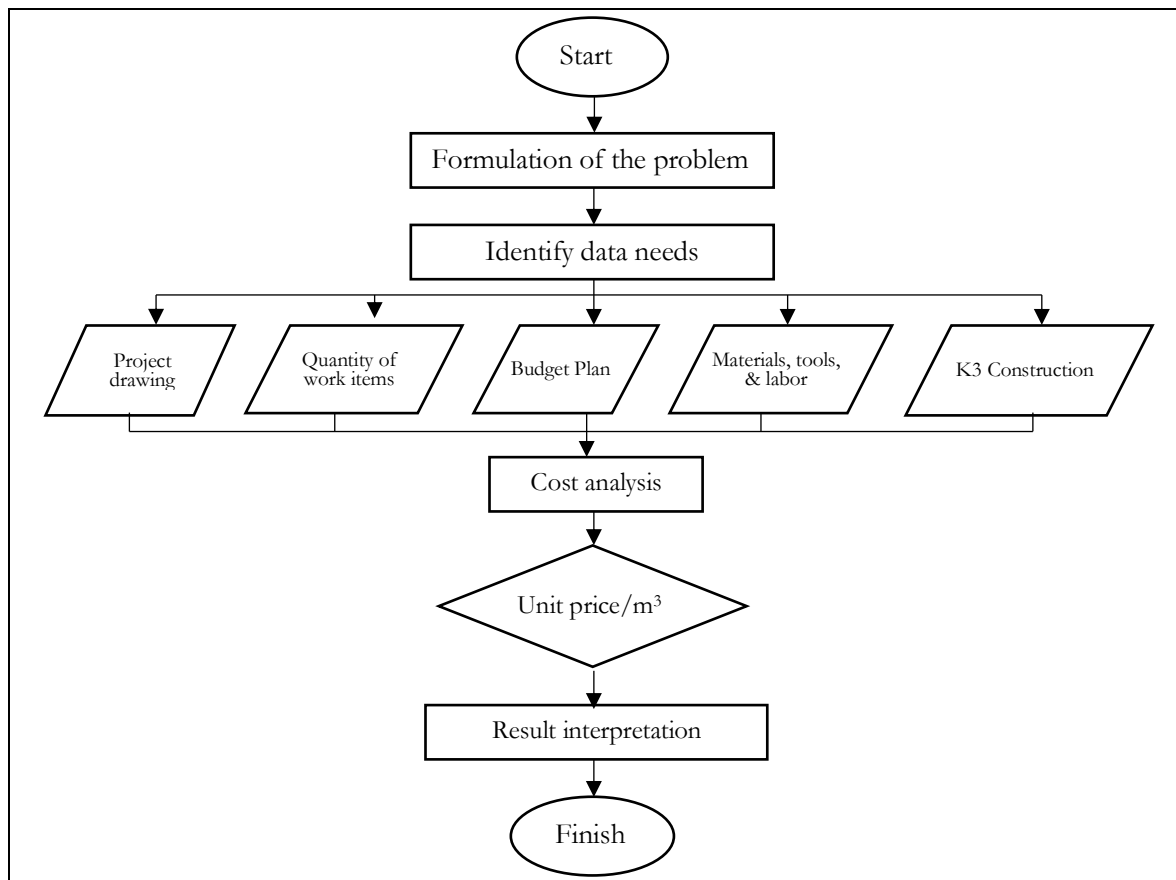 Start
Formulation of the problem
Identify data needs
Project
drawing
Quantity of
work items
Budget Plan
Materials, tools,
& labor
K3 Construction
Cost analysis
Unit price/m³
Result interpretation
Finish